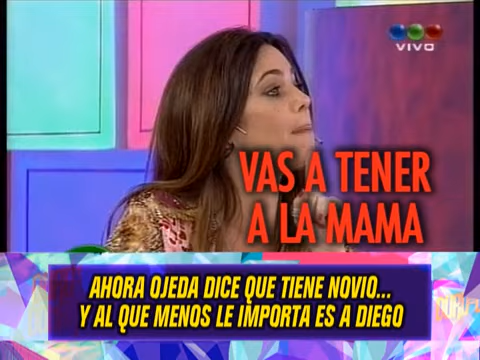 VIVO
VAS A TENER
A LA MAMA
AHORA OJEDA DICE QUE TIENE NOVIO...
Y AL QUE MENOS LE IMPORTA ES A DIEGO